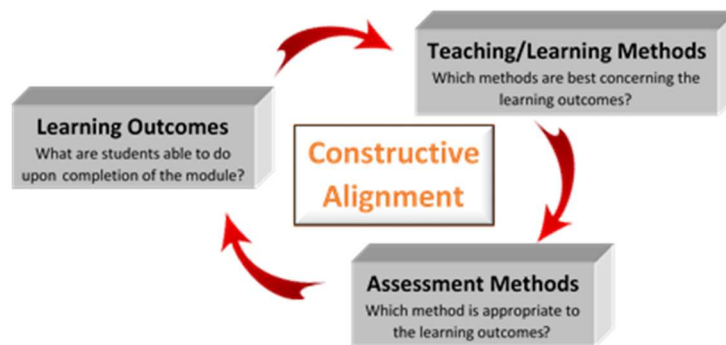 Teaching/Learning Methods
Which methods are best concerning the
learning outcomes?
Learning Outcomes
What are students able to do
upon completion of the module?
Constructive
Alignment
Assessment Methods
Which method is appropriate to
the learning outcomes?